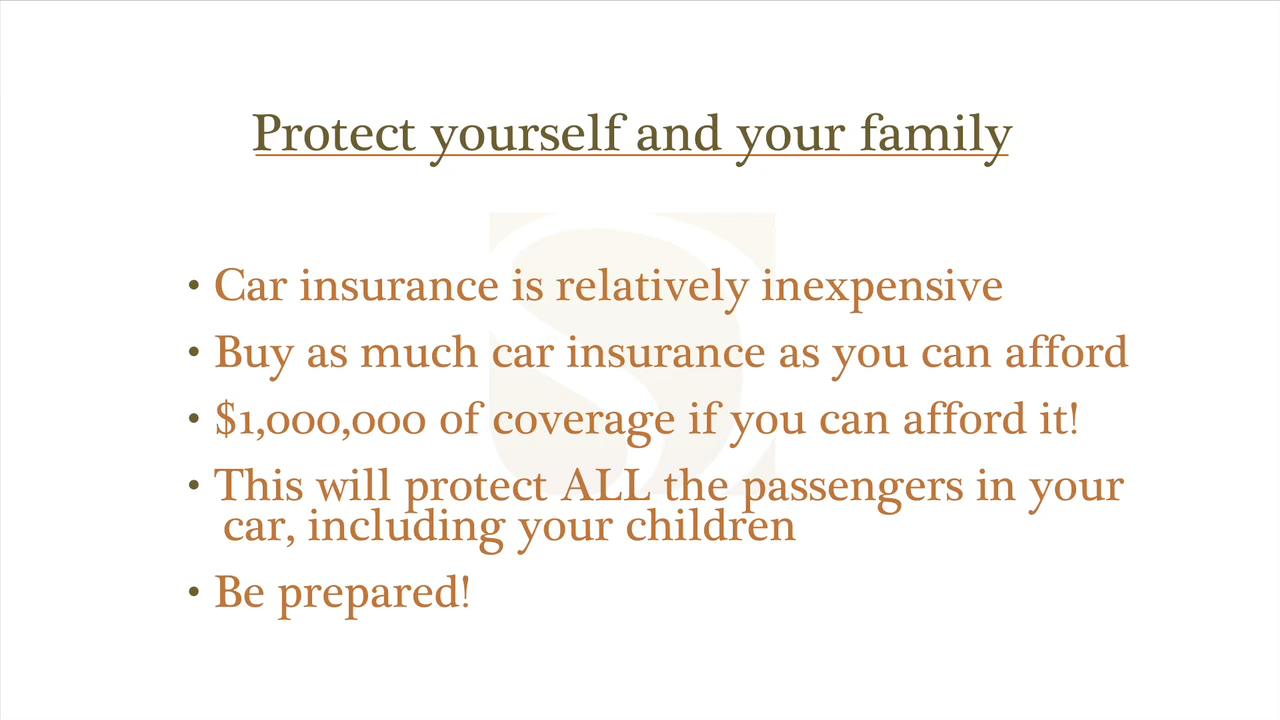 Protect yourself and your family
• Car insurance is relatively inexpensive
• Buy as much car insurance as you can afford
• $1,000,000 of coverage if you can afford it!
• This will protect ALL the passengers in your
car, including your children
• Be prepared!